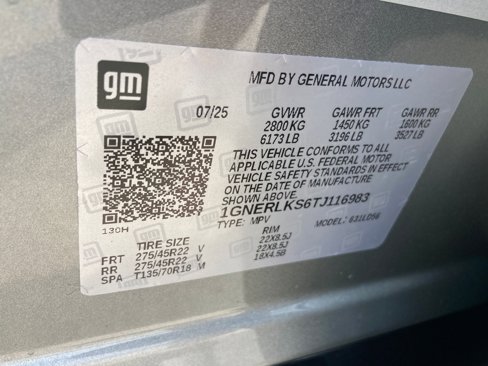 gm
MFD BY GENERAL MOTORS LLC
07/25 GVWR GAWR FRT GAWR RR
2800 KG 1450 KG 1600 KG
6173 LB 3196 LB 3527 LB
THIS VEHICLE CONFORMS TO ALL
APPLICABLE U.S. FEDERAL MOTOR
VEHICLE SAFETY STANDARDS IN EFFECT
ON THE DATE OF MANUFACTURE
SHOWN ABOVE.
1GNERLKS6TJ116983
TYPE: MPV MODEL: 631LD56
130H
TIRE SIZE RIM
FRT 275/45R22 V 22X8.5J
RR 275/45R22 V 22X8.5J
SPA T135/70R18 M 18X4.5B